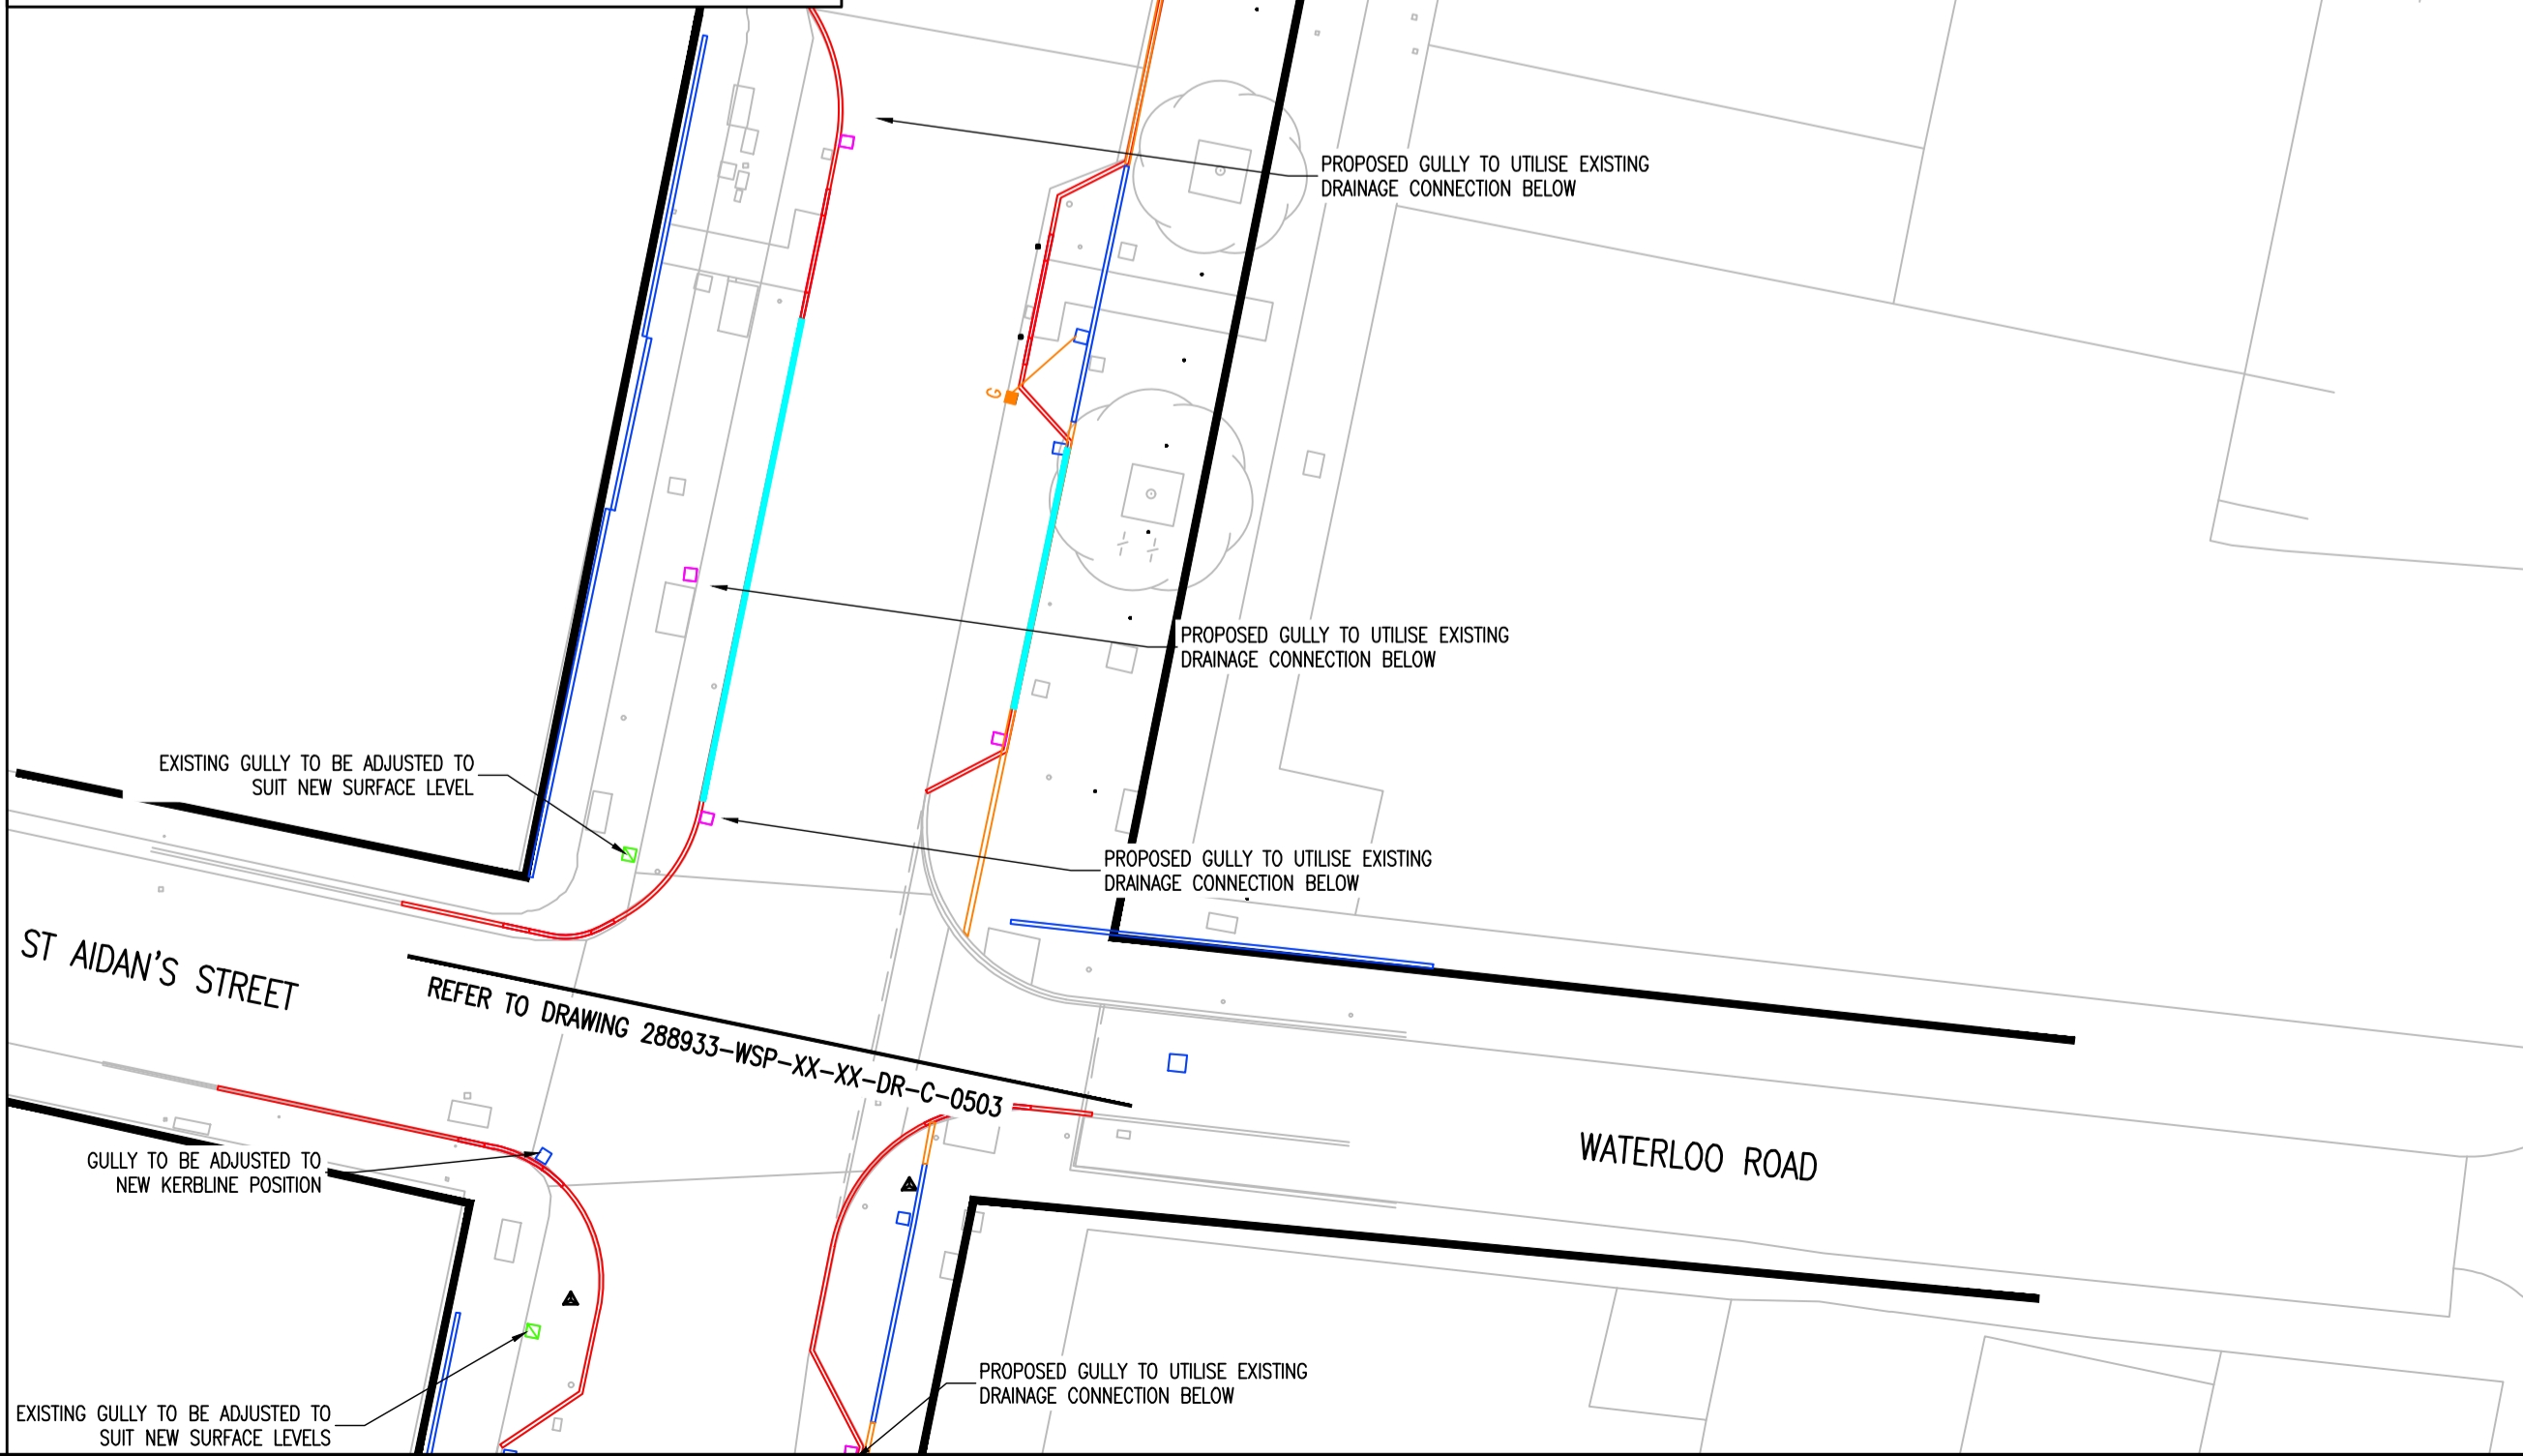 PROPOSED GULLY TO UTILISE EXISTING
DRAINAGE CONNECTION BELOW
G
PROPOSED GULLY TO UTILISE EXISTING
DRAINAGE CONNECTION BELOW
EXISTING GULLY TO BE ADJUSTED TO
SUIT NEW SURFACE LEVEL
PROPOSED GULLY TO UTILISE EXISTING
DRAINAGE CONNECTION BELOW
ST AIDAN'S STREET
REFER TO DRAWING 288933-WSP-XX-XX-DR-C-0503
WATERLOO ROAD
GULLY TO BE ADJUSTED TO
NEW KERBLINE POSITION
PROPOSED GULLY TO UTILISE EXISTING
DRAINAGE CONNECTION BELOW
EXISTING GULLY TO BE ADJUSTED TO
SUIT NEW SURFACE LEVELS